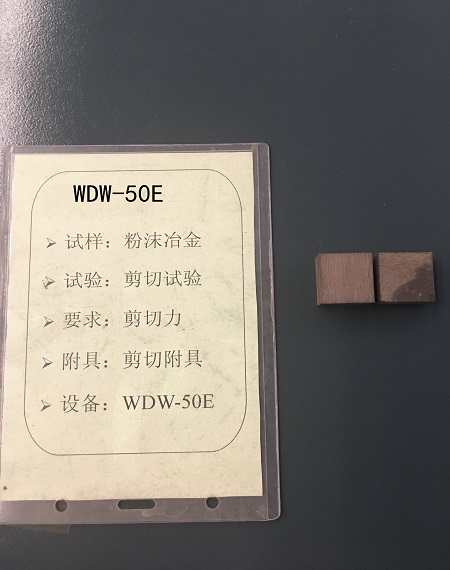 WDW-50E
➢ 试样：粉沫冶金
➢ 试验：剪切试验
➢ 要求：剪切力
➢ 附具：剪切附具
➢ 设备：WDW-50E